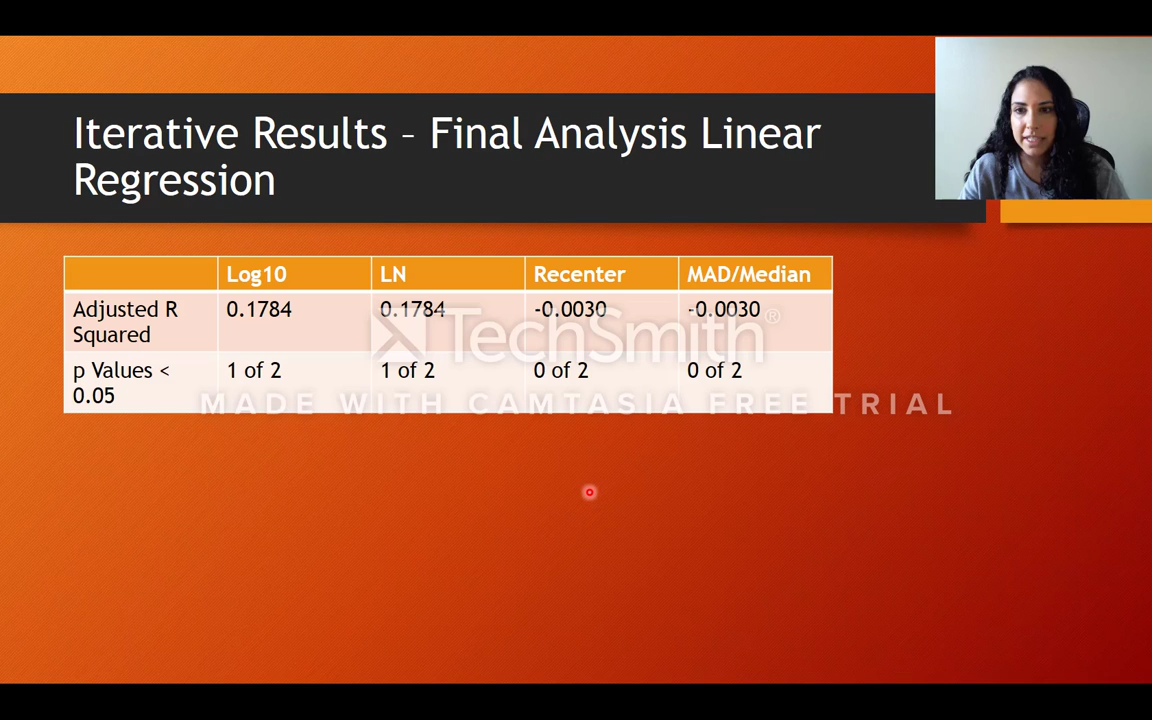 Iterative Results – Final Analysis Linear
Regression
Log10 LN Recenter MAD/Median
Adjusted R Squared 0.1784 0.1784 -0.0030 -0.0030
p Values < 0.05 1 of 2 1 of 2 0 of 2 0 of 2
TechSmith®
MADE WITH CAMTASIA FREE TRIAL